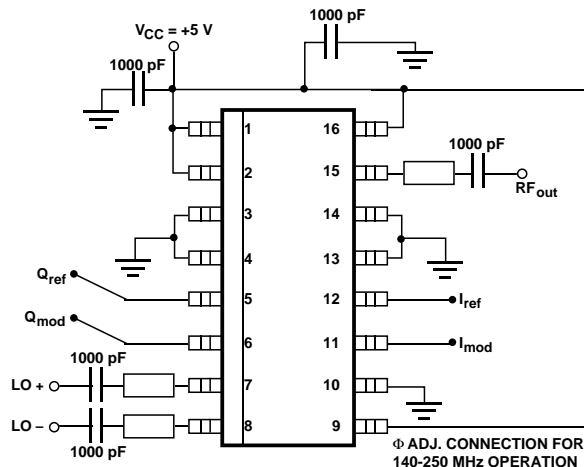 1000 pF
V_CC = +5 V
1000 pF
1 16
1000 pF
2 15
RF_out
3 14
4 13
Q_ref
5 12 I_ref
Q_mod
6 11 I_mod
1000 pF
LO + 7 10
LO – 8 9
1000 pF
Φ ADJ. CONNECTION FOR
140-250 MHz OPERATION